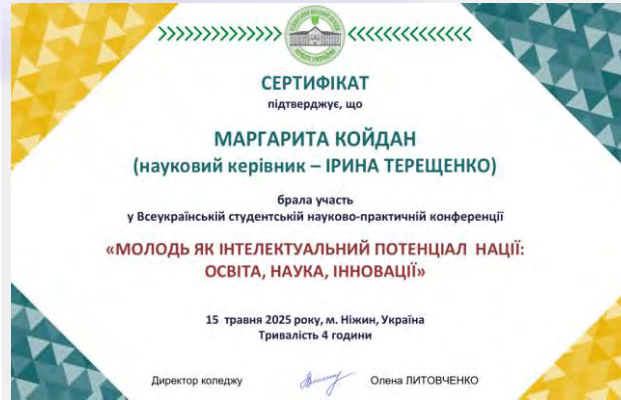 СЕРТИФІКАТ
підтверджує, що
МАРГАРИТА КОЙДАН
(науковий керівник – ІРИНА ТЕРЕЩЕНКО)
брала участь
у Всеукраїнській студентській науково-практичній конференції
«МОЛОДЬ ЯК ІНТЕЛЕКТУАЛЬНИЙ ПОТЕНЦІАЛ НАЦІЇ:
ОСВІТА, НАУКА, ІННОВАЦІЇ»
15 травня 2025 року, м. Ніжин, Україна
Тривалість 4 години
Директор коледжу Олена ЛИТОВЧЕНКО